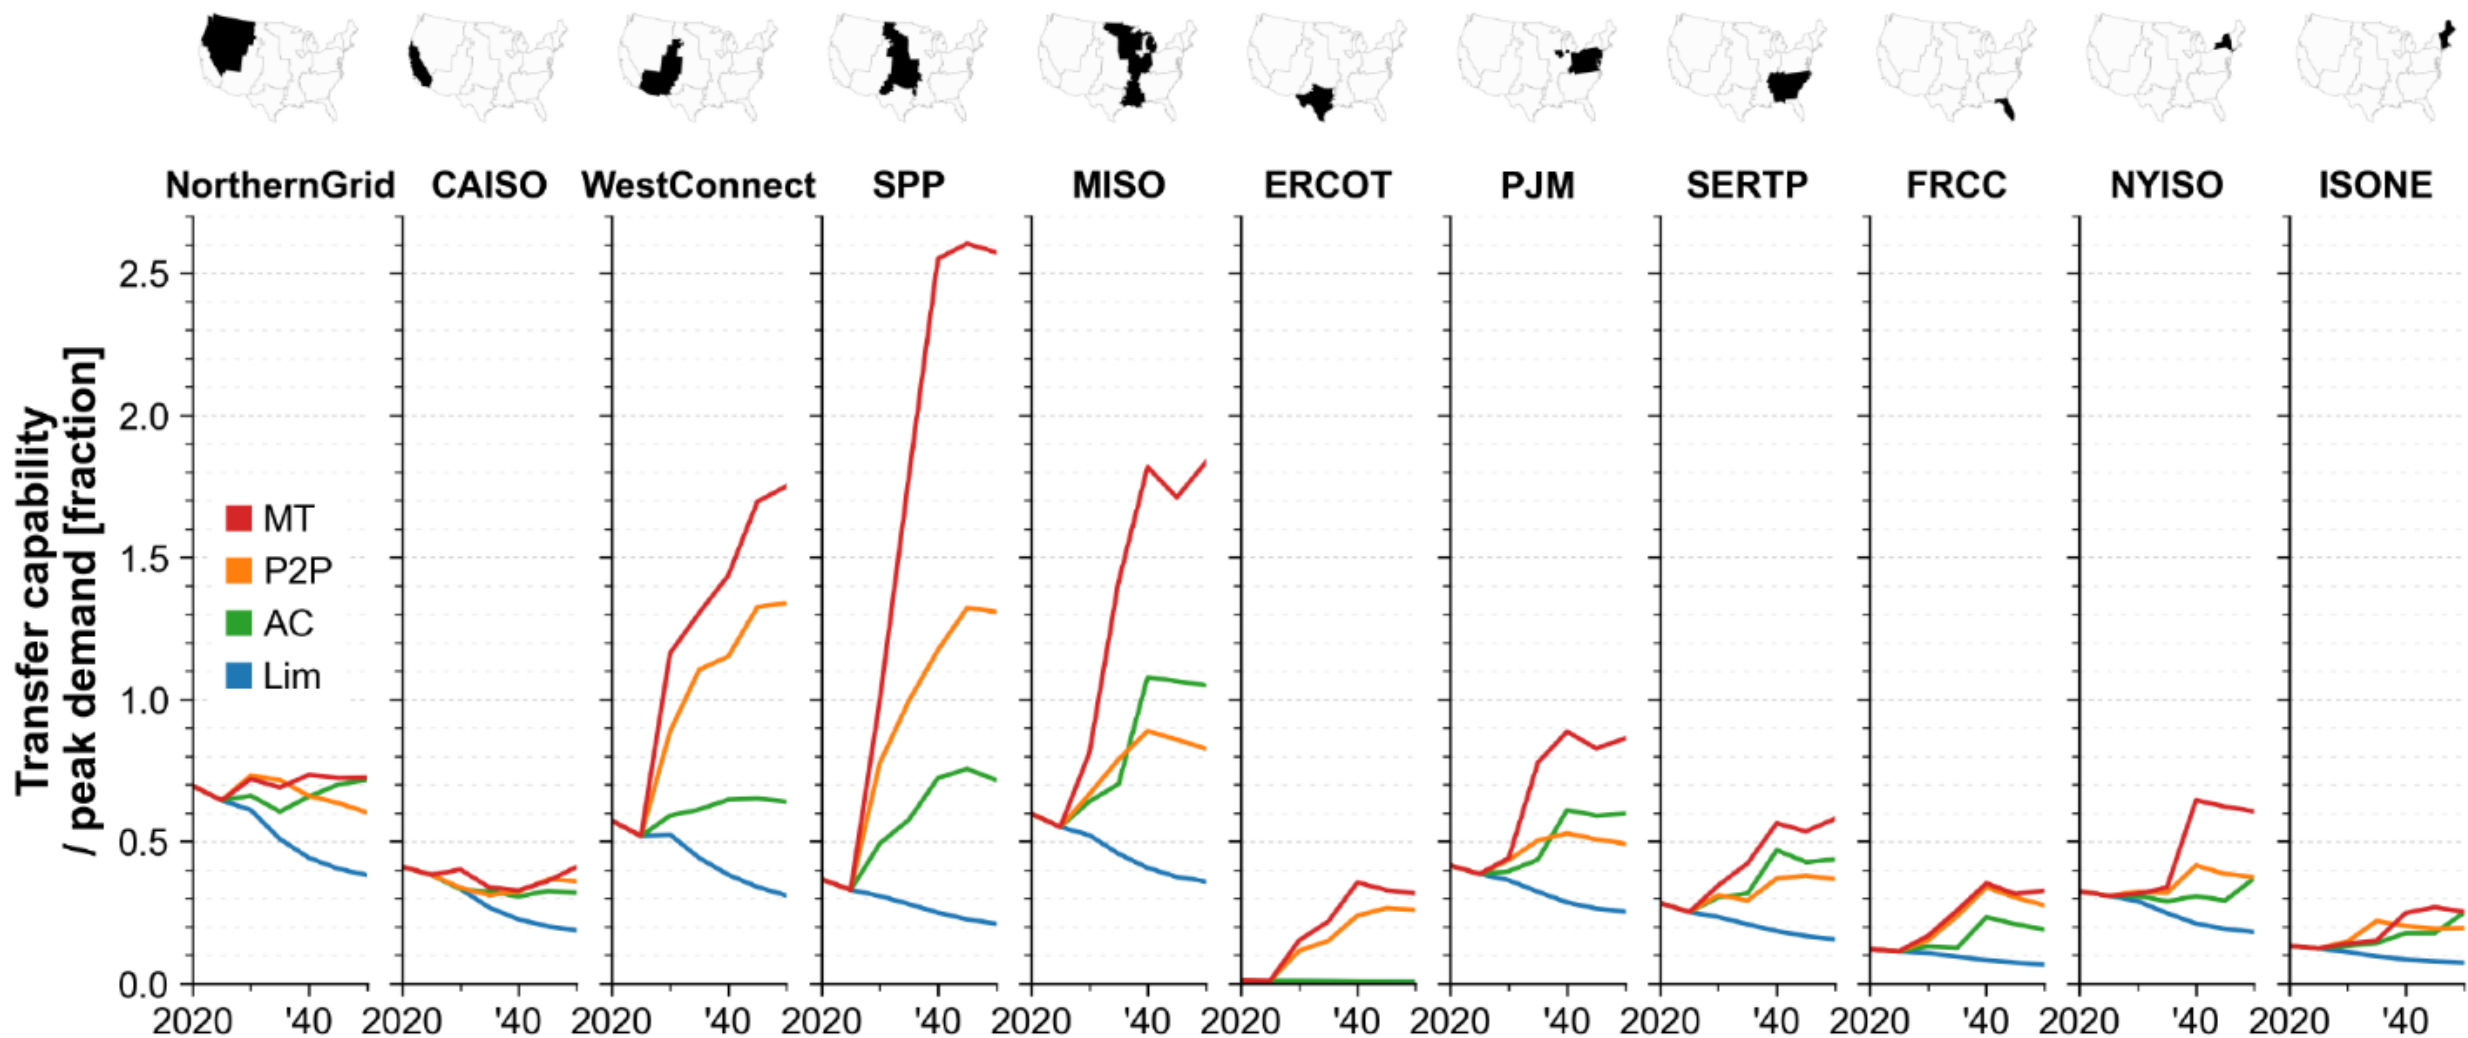 NorthernGrid CAISO WestConnect SPP MISO ERCOT PJM SERTP FRCC NYISO ISONE
Transfer capability
/ peak demand [fraction]
2.5
2.0
1.5
1.0
0.5
0.0
MT
P2P
AC
Lim
2020 '40 2020 '40 2020 '40 2020 '40 2020 '40 2020 '40 2020 '40 2020 '40 2020 '40 2020 '40 2020 '40